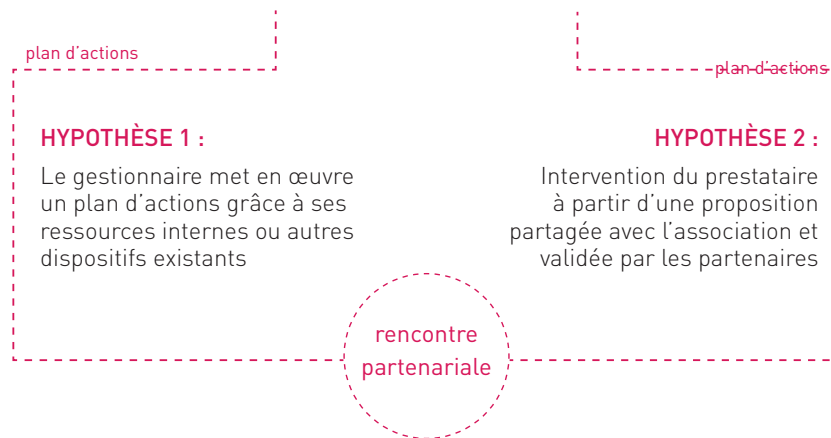 plan d’actions
plan d’actions
HYPOTHÈSE 1 :
Le gestionnaire met en œuvre
un plan d’actions grâce à ses
ressources internes ou autres
dispositifs existants
HYPOTHÈSE 2 :
Intervention du prestataire
à partir d’une proposition
partagée avec l’association et
validée par les partenaires
rencontre
partenariale